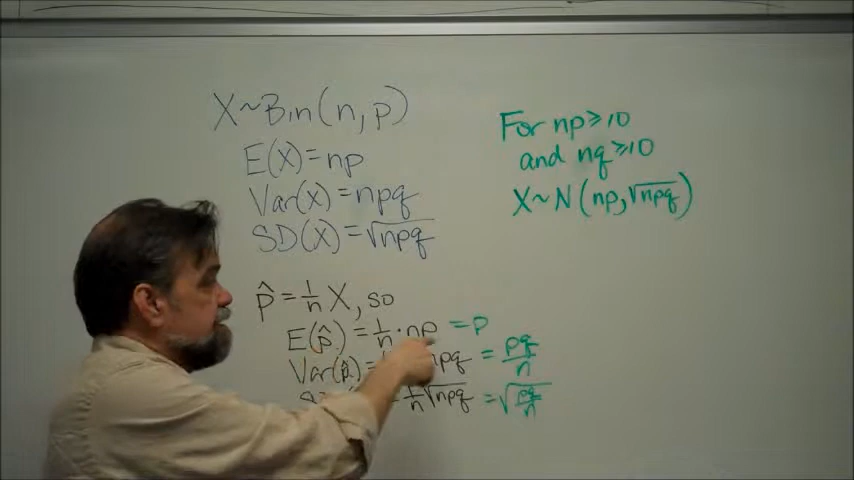 X~Bin(n,p)
E(X)=np
Var(X)=npq
SD(X)=√npq
For np≥10
and nq≥10
X~N(np,√npq)
p̂=1/n X, so
E(p̂)=1/n·np =p
Var(p̂)= npq =pq/n
1/n √npq =√pq/n